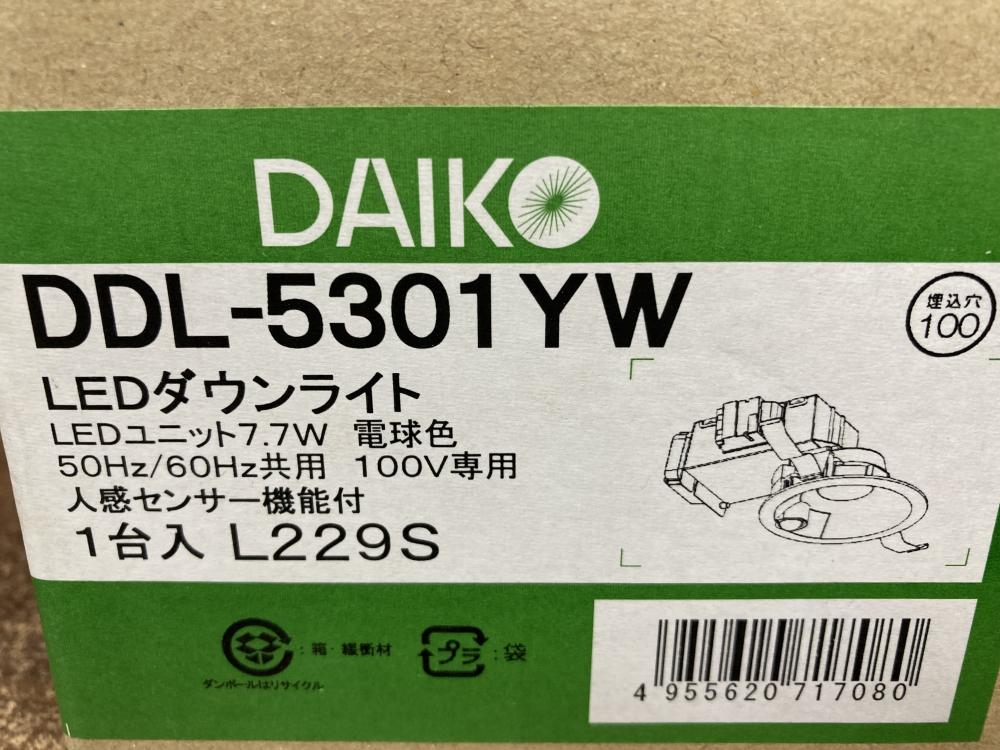 DAIKO
DDL-5301YW
埋込穴
100
LEDダウンライト
LEDユニット7.7W 電球色
50Hz/60Hz共用 100V専用
人感センサー機能付
1台入 L229S
：箱・緩衝材
プラ：袋
ダンボールはリサイクル
4 955620 717080